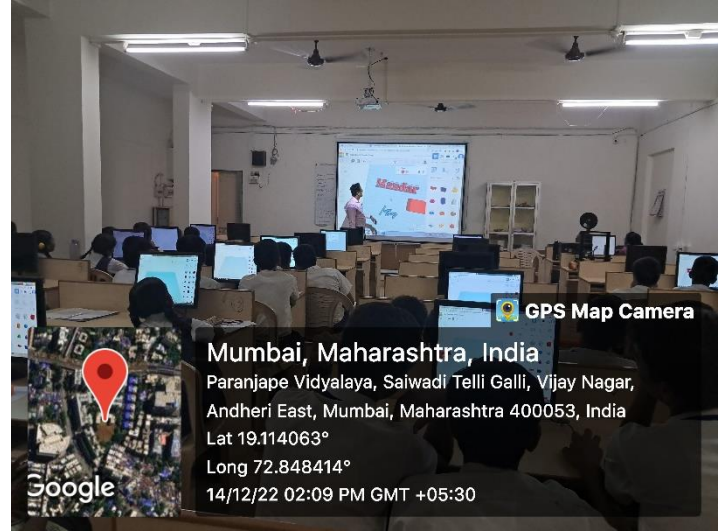 GPS Map Camera
Mumbai, Maharashtra, India
Paranjape Vidyalaya, Saiwadi Telli Galli, Vijay Nagar,
Andheri East, Mumbai, Maharashtra 400053, India
Lat 19.114063°
Long 72.848414°
14/12/22 02:09 PM GMT +05:30
Google